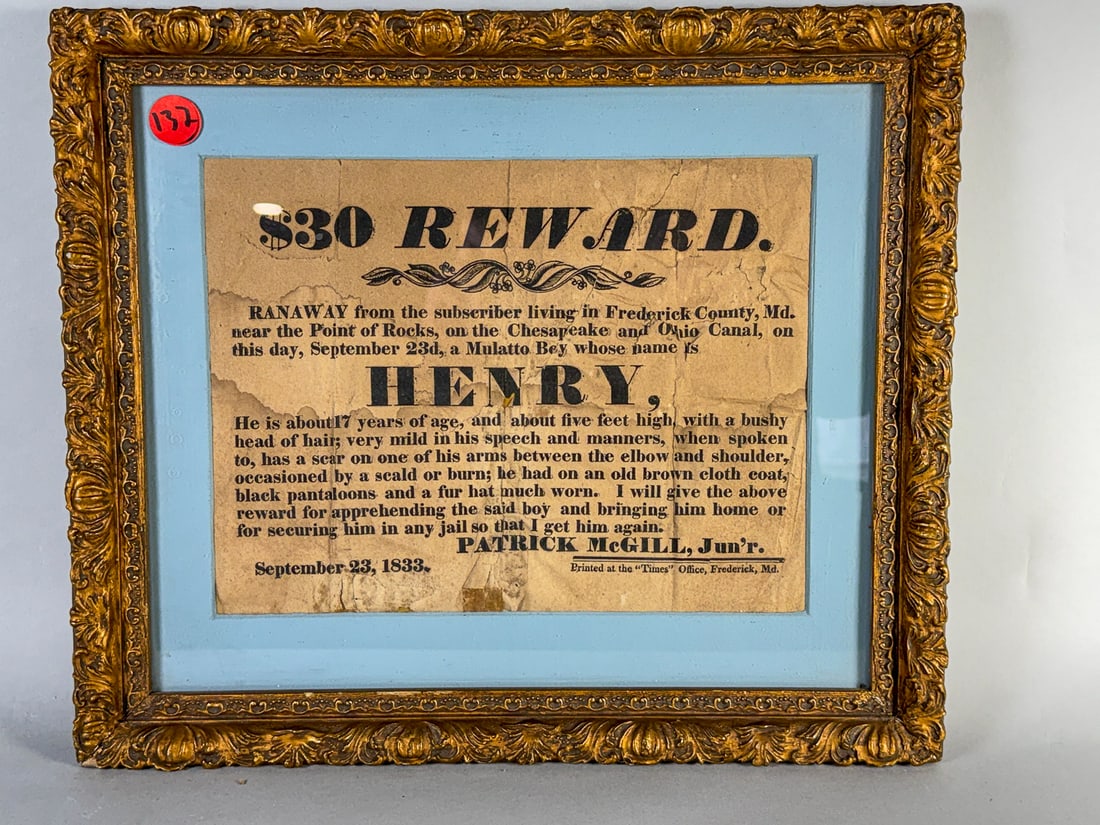 132
$30 REWARD.
RANAWAY from the subscriber living in Frederick County, Md.
near the Point of Rocks, on the Chesapeake and Ohio Canal, on
this day, September 23d, a Mulatto Boy whose name is
HENRY,
He is about 17 years of age, and about five feet high, with a bushy
head of hair; very mild in his speech and manners, when spoken
to, has a scar on one of his arms between the elbow and shoulder,
occasioned by a scald or burn; he had on an old brown cloth coat,
black pantaloons and a fur hat much worn. I will give the above
reward for apprehending the said boy and bringing him home or
for securing him in any jail so that I get him again.
PATRICK McGILL, Jun'r.
September 23, 1833.
Printed at the "Times" Office, Frederick, Md.